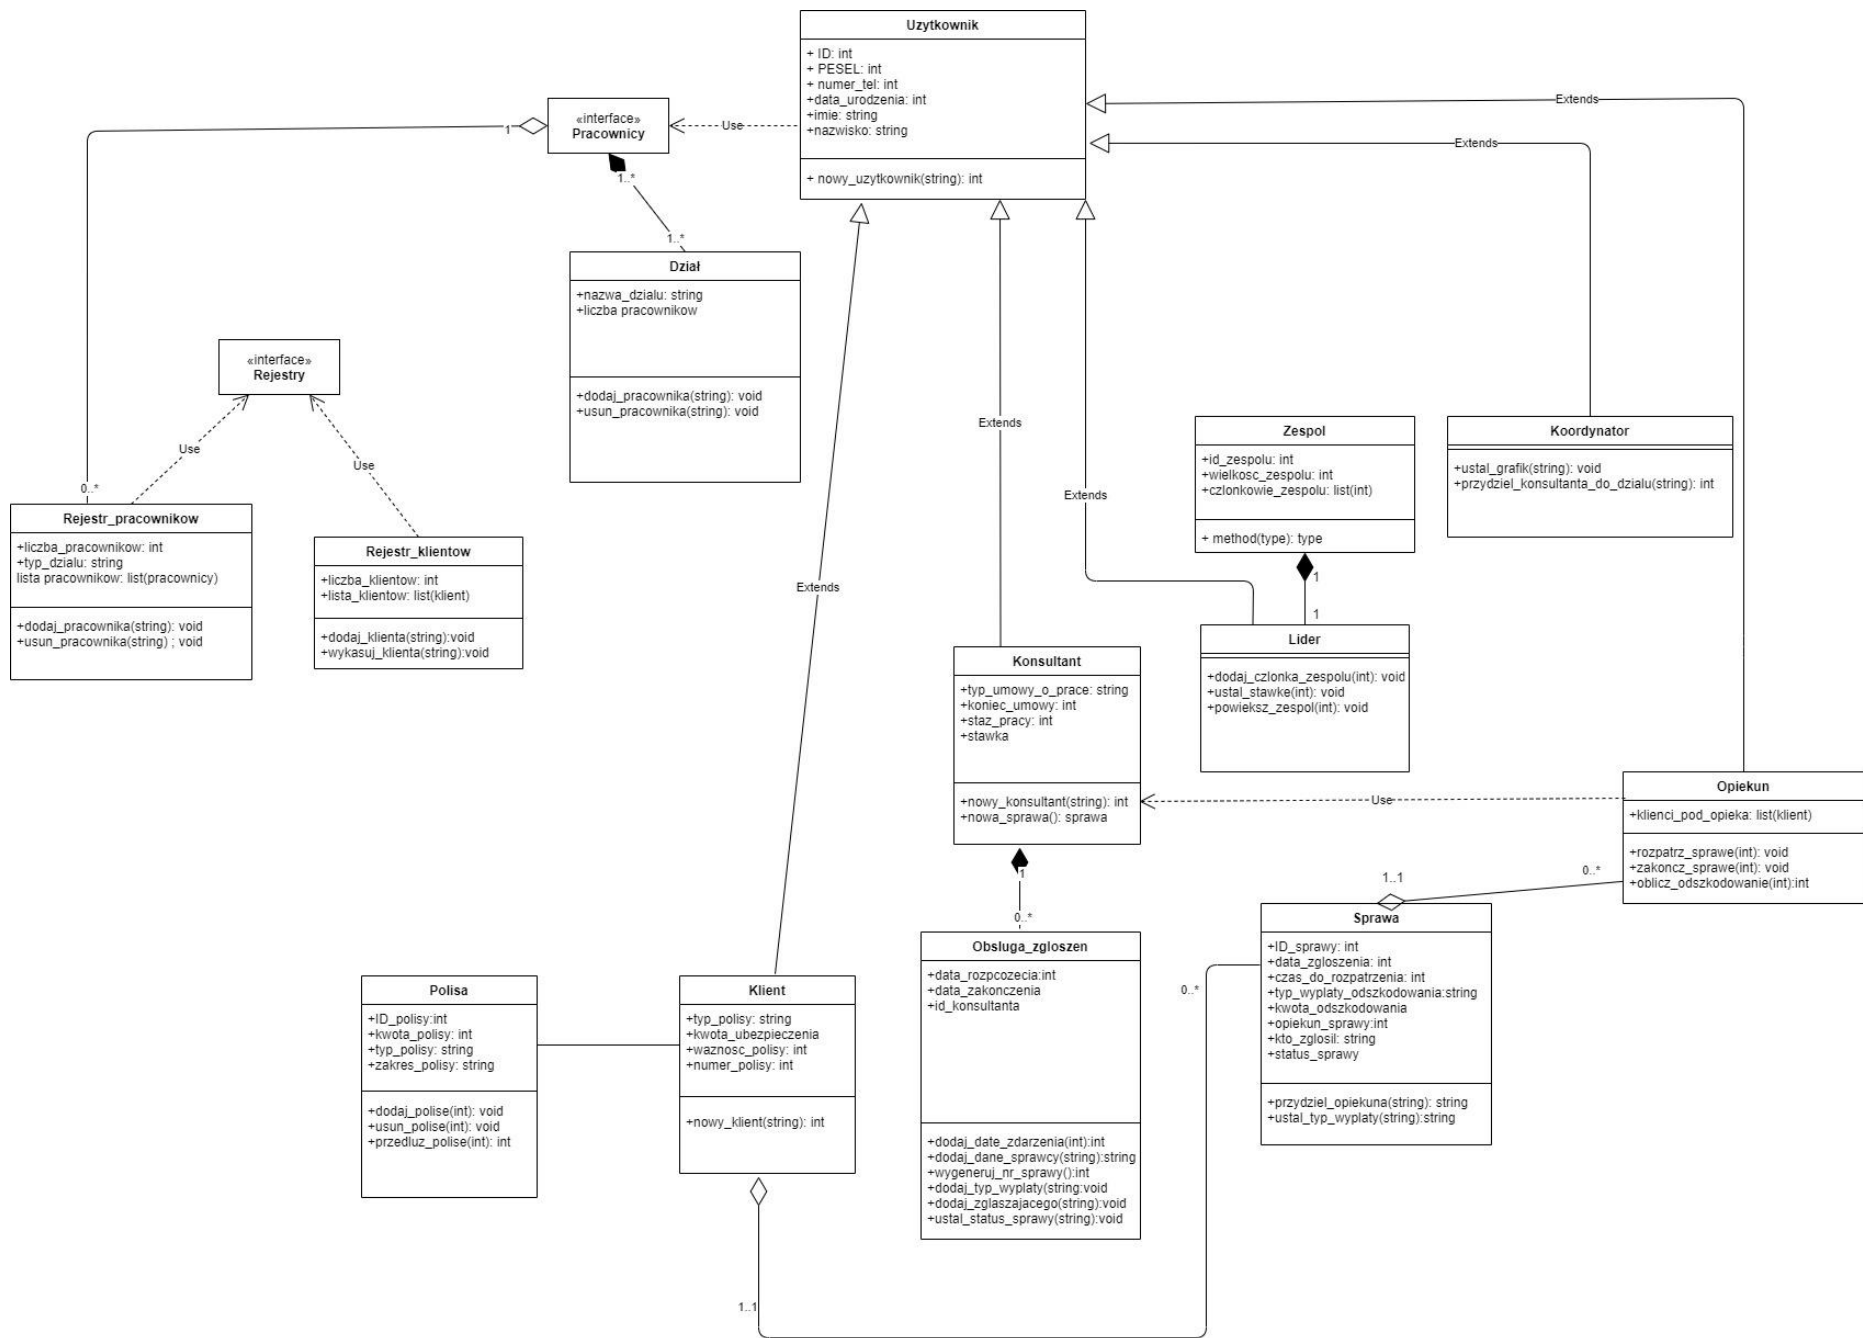 Uzytkownik
+ ID: int
+ PESEL: int
+ numer_tel: int
+data_urodzenia: int
+imie: string
+nazwisko: string
+ nowy_uzytkownik(string): int
«interface»
Pracownicy
Use
Extends
Extends
1
1..*
1..*
Dział
+nazwa_dzialu: string
+liczba pracownikow
+dodaj_pracownika(string): void
+usun_pracownika(string): void
«interface»
Rejestry
Use
Use
0..*
Rejestr_pracownikow
+liczba_pracownikow: int
+typ_dzialu: string
lista pracownikow: list(pracownicy)
+dodaj_pracownika(string): void
+usun_pracownika(string) ; void
Rejestr_klientow
+liczba_klientow: int
+lista_klientow: list(klient)
+dodaj_klienta(string):void
+wykasuj_klienta(string):void
Extends
Extends
Extends
Zespol
+id_zespolu: int
+wielkosc_zespolu: int
+czlonkowie_zespolu: list(int)
+ method(type): type
1
1
Koordynator
+ustal_grafik(string): void
+przydziel_konsultanta_do_dzialu(string): int
Lider
+dodaj_czlonka_zespolu(int): void
+ustal_stawke(int): void
+powieksz_zespol(int): void
Konsultant
+typ_umowy_o_prace: string
+koniec_umowy: int
+staz_pracy: int
+stawka
+nowy_konsultant(string): int
+nowa_sprawa(): sprawa
Use
Opiekun
+klienci_pod_opieka: list(klient)
+rozpatrz_sprawe(int): void
+zakoncz_sprawe(int): void
+oblicz_odszkodowanie(int):int
1
0..*
1..1
0..*
Obsluga_zgloszen
+data_rozpcozecia:int
+data_zakonczenia
+id_konsultanta
+dodaj_date_zdarzenia(int):int
+dodaj_dane_sprawcy(string):string
+wygeneruj_nr_sprawy():int
+dodaj_typ_wyplaty(string:void
+dodaj_zglaszajacego(string):void
+ustal_status_sprawy(string):void
Sprawa
+ID_sprawy: int
+data_zgloszenia: int
+czas_do_rozpatrzenia: int
+typ_wyplaty_odszkodowania:string
+kwota_odszkodowania
+opiekun_sprawy:int
+kto_zglosil: string
+status_sprawy
+przydziel_opiekuna(string): string
+ustal_typ_wyplaty(string):string
0..*
Polisa
+ID_polisy:int
+kwota_polisy: int
+typ_polisy: string
+zakres_polisy: string
+dodaj_polise(int): void
+usun_polise(int): void
+przedluz_polise(int): int
Klient
+typ_polisy: string
+kwota_ubezpieczenia
+waznosc_polisy: int
+numer_polisy: int
+nowy_klient(string): int
1..1